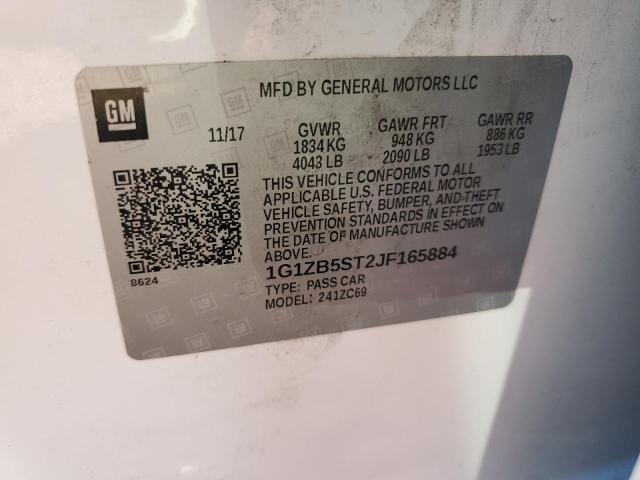 GM
MFD BY GENERAL MOTORS LLC
11/17 GVWR GAWR FRT GAWR RR
1834 KG 948 KG 886 KG
4043 LB 2090 LB 1953 LB
THIS VEHICLE CONFORMS TO ALL
APPLICABLE U.S. FEDERAL MOTOR
VEHICLE SAFETY, BUMPER, AND THEFT
PREVENTION STANDARDS IN EFFECT ON
THE DATE OF MANUFACTURE SHOWN
ABOVE.
1G1ZB5ST2JF165884
8624
TYPE: PASS CAR
MODEL: 241ZC69